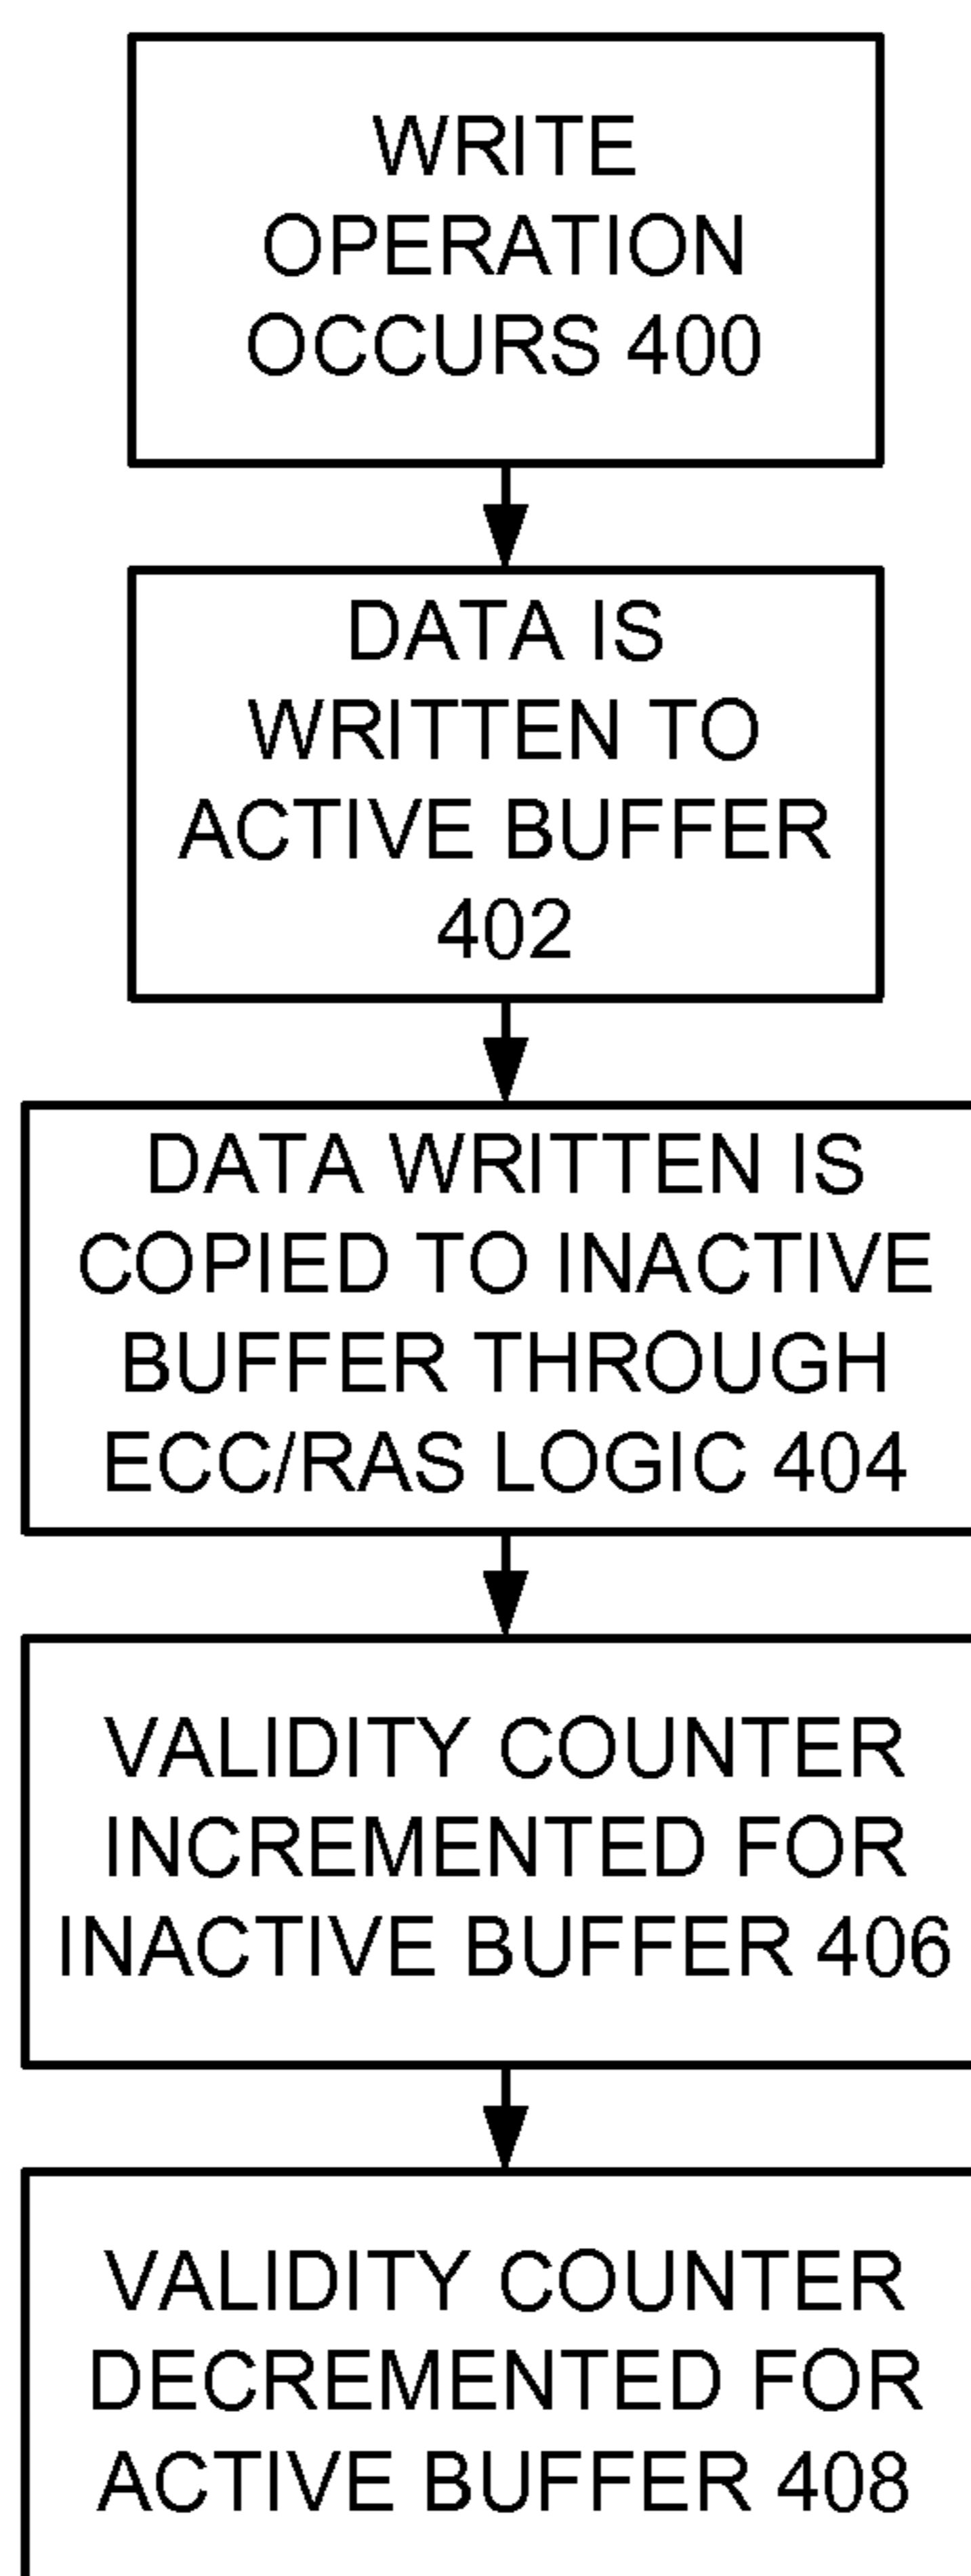 WRITE
OPERATION
OCCURS 400
DATA IS
WRITTEN TO
ACTIVE BUFFER
402
DATA WRITTEN IS
COPIED TO INACTIVE
BUFFER THROUGH
ECC/RAS LOGIC 404
VALIDITY COUNTER
INCREMENTED FOR
INACTIVE BUFFER 406
VALIDITY COUNTER
DECREMENTED FOR
ACTIVE BUFFER 408